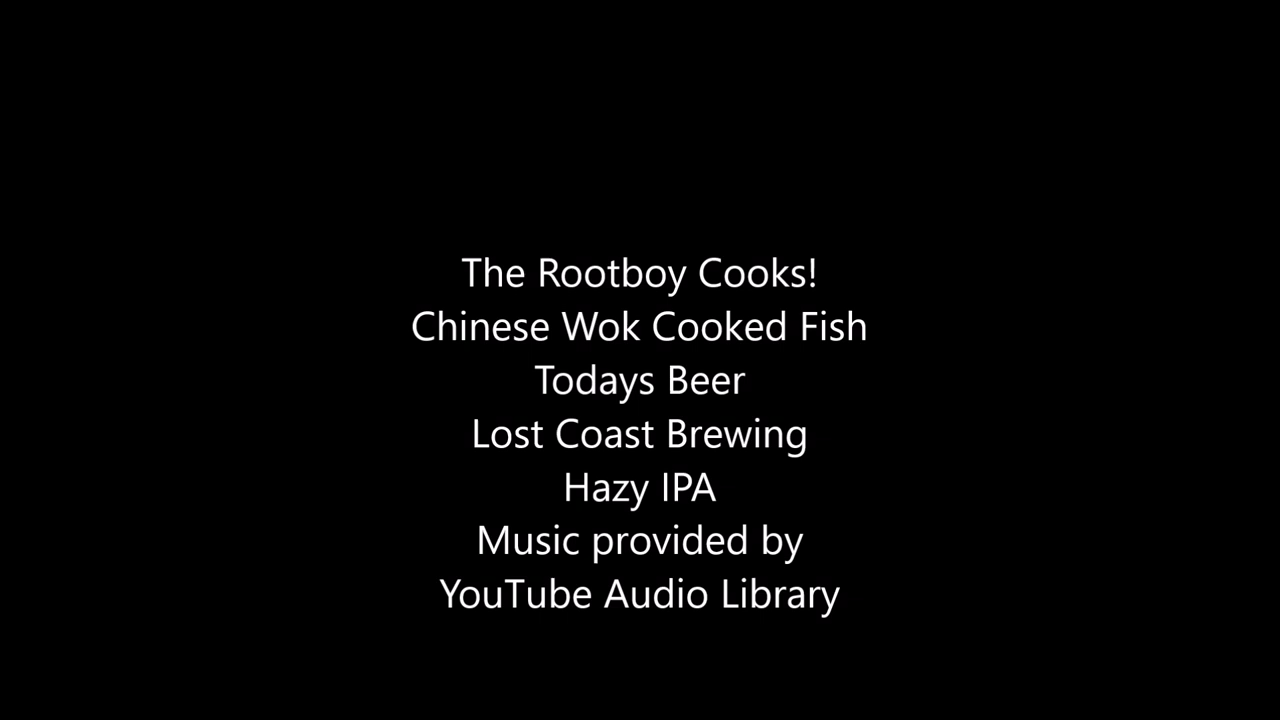 The Rootboy Cooks!
Chinese Wok Cooked Fish
Todays Beer
Lost Coast Brewing
Hazy IPA
Music provided by
YouTube Audio Library